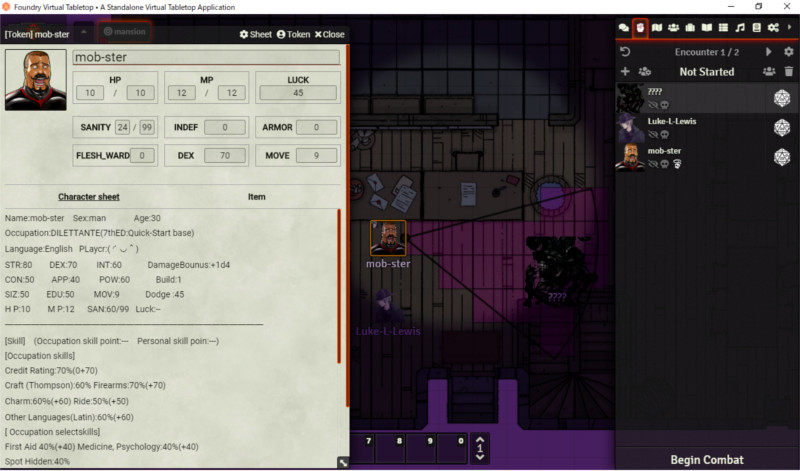 Foundry Virtual Tabletop • A Standalone Virtual Tabletop Application
[Token] mob-ster
mansion
Sheet Token Close
mob-ster
HP
10 / 10
MP
12 / 12
LUCK
45
SANITY 24 / 99
INDEF 0
ARMOR 0
FLESH_WARD 0
DEX 70
MOVE 9
Character sheet
Item
Name:mob-ster Sex:man Age:30
Occupation:DILETTANTE(7thED:Quick-Start base)
Language:English PLaycr:(◜◡◝)
STR:80 DEX:70 INT:60 DamageBounus:+1d4
CON:50 APP:40 POW:60 Build:1
SIZ:50 EDU:50 MOV:9 Dodge :45
H P:10 M P:12 SAN:60/99 Luck:--
[Skill] (Occupation skill point:--- Personal skill poin:---)
[Occupation skills]
Credit Rating:70%(0+70)
Craft (Thompson):60% Firearms:70%(+70)
Charm:60%(+60) Ride:50%(+50)
Other Languages(Latin):60%(+60)
[ Occupation selectskills]
First Aid 40%(+40) Medicine, Psychology:40%(+40)
Spot Hidden:40%
mob-ster
????
Luke-L-Lewis
7 8 9 0
1
Encounter 1 / 2
Not Started
????
Luke-L-Lewis
mob-ster
Begin Combat